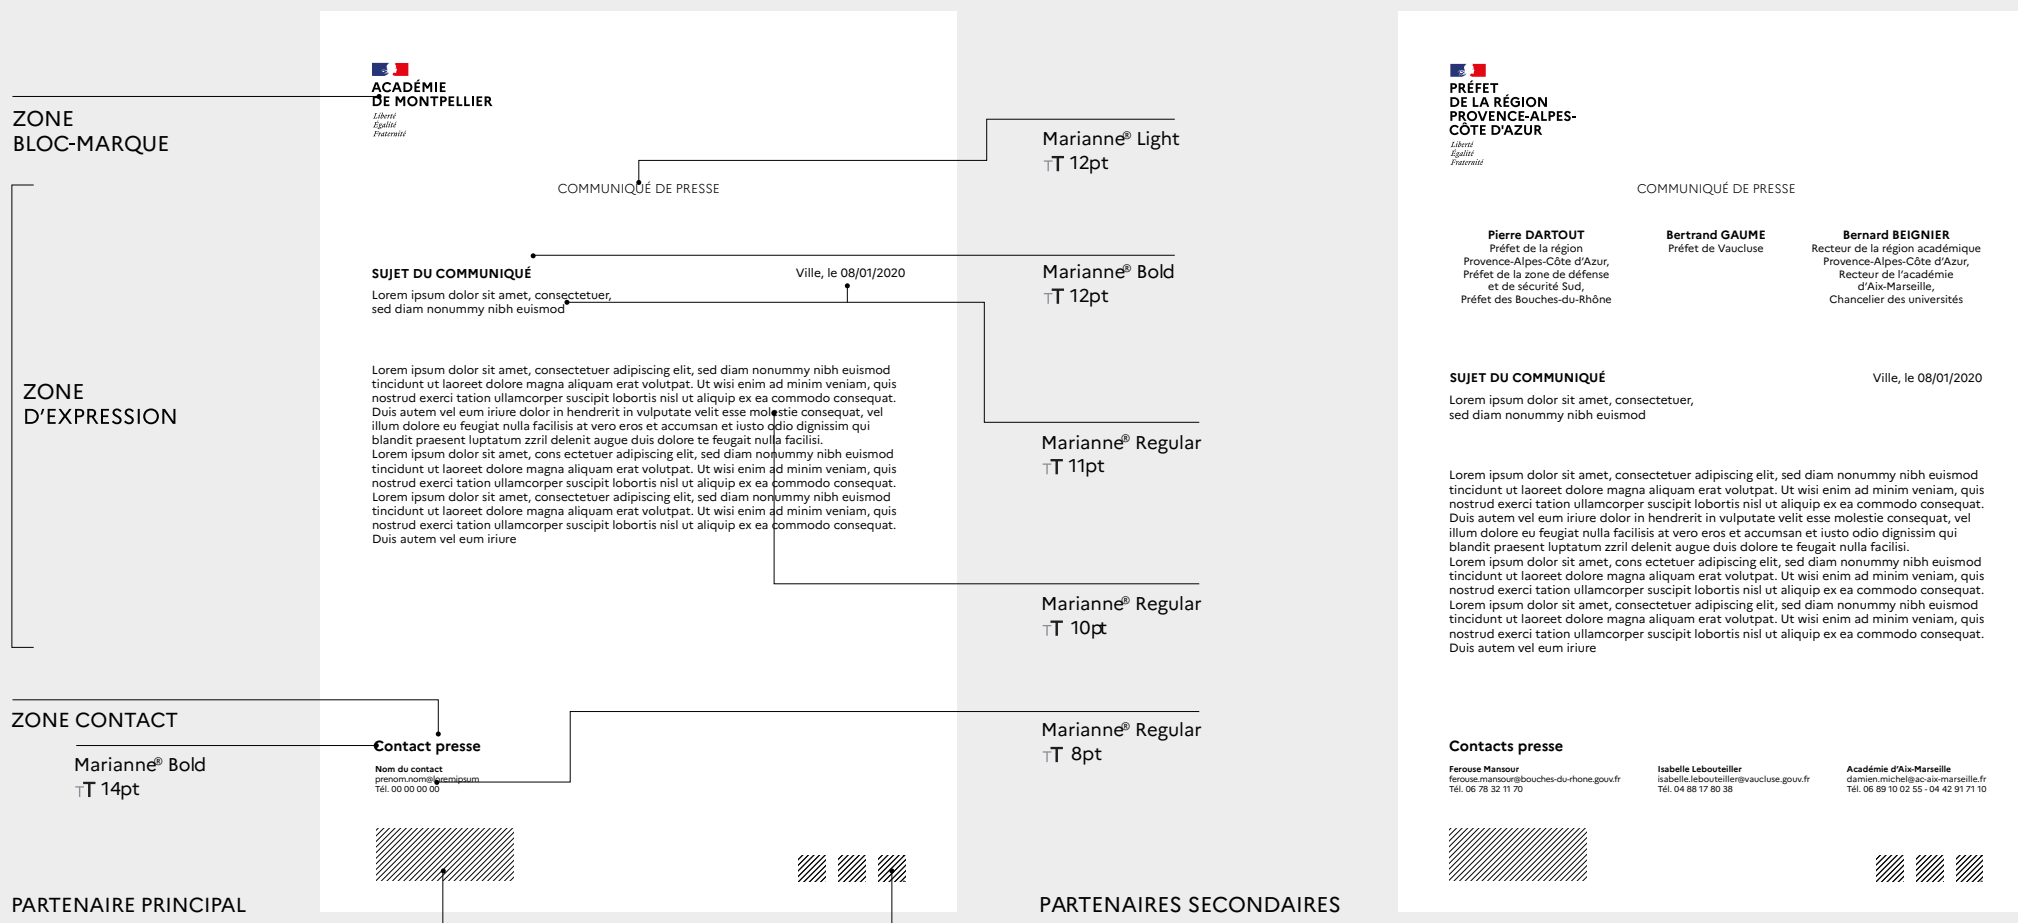 ZONE
BLOC-MARQUE
ZONE
D'EXPRESSION
ZONE CONTACT
Marianne® Bold
TT 14pt
PARTENAIRE PRINCIPAL
ACADÉMIE
DE MONTPELLIER
Liberté
Égalité
Fraternité
COMMUNIQUÉ DE PRESSE
SUJET DU COMMUNIQUÉ
Ville, le 08/01/2020
Lorem ipsum dolor sit amet, consectetuer,
sed diam nonummy nibh euismod
Lorem ipsum dolor sit amet, consectetuer adipiscing elit, sed diam nonummy nibh euismod
tincidunt ut laoreet dolore magna aliquam erat volutpat. Ut wisi enim ad minim veniam, quis
nostrud exerci tation ullamcorper suscipit lobortis nisl ut aliquip ex ea commodo consequat.
Duis autem vel eum iriure dolor in hendrerit in vulputate velit esse molestie consequat, vel
illum dolore eu feugiat nulla facilisis at vero eros et accumsan et iusto odio dignissim qui
blandit praesent luptatum zzril delenit augue duis dolore te feugait nulla facilisi.
Lorem ipsum dolor sit amet, cons ectetuer adipiscing elit, sed diam nonummy nibh euismod
tincidunt ut laoreet dolore magna aliquam erat volutpat. Ut wisi enim ad minim veniam, quis
nostrud exerci tation ullamcorper suscipit lobortis nisl ut aliquip ex ea commodo consequat.
Lorem ipsum dolor sit amet, consectetuer adipiscing elit, sed diam nonummy nibh euismod
tincidunt ut laoreet dolore magna aliquam erat volutpat. Ut wisi enim ad minim veniam, quis
nostrud exerci tation ullamcorper suscipit lobortis nisl ut aliquip ex ea commodo consequat.
Duis autem vel eum iriure
Contact presse
Nom du contact
prenom.nom@loremipsum
Tél. 00 00 00 00
Marianne® Light
TT 12pt
Marianne® Bold
TT 12pt
Marianne® Regular
TT 11pt
Marianne® Regular
TT 10pt
Marianne® Regular
TT 8pt
PARTENAIRES SECONDAIRES
PRÉFET
DE LA RÉGION
PROVENCE-ALPES-
CÔTE D'AZUR
Liberté
Égalité
Fraternité
COMMUNIQUÉ DE PRESSE
Pierre DARTOUT
Préfet de la région
Provence-Alpes-Côte d'Azur,
Préfet de la zone de défense
et de sécurité Sud,
Préfet des Bouches-du-Rhône
Bertrand GAUME
Préfet de Vaucluse
Bernard BEIGNIER
Recteur de la région académique
Provence-Alpes-Côte d'Azur,
Recteur de l'académie
d'Aix-Marseille,
Chancelier des universités
SUJET DU COMMUNIQUÉ
Ville, le 08/01/2020
Lorem ipsum dolor sit amet, consectetuer,
sed diam nonummy nibh euismod
Lorem ipsum dolor sit amet, consectetuer adipiscing elit, sed diam nonummy nibh euismod
tincidunt ut laoreet dolore magna aliquam erat volutpat. Ut wisi enim ad minim veniam, quis
nostrud exerci tation ullamcorper suscipit lobortis nisl ut aliquip ex ea commodo consequat.
Duis autem vel eum iriure dolor in hendrerit in vulputate velit esse molestie consequat, vel
illum dolore eu feugiat nulla facilisis at vero eros et accumsan et iusto odio dignissim qui
blandit praesent luptatum zzril delenit augue duis dolore te feugait nulla facilisi.
Lorem ipsum dolor sit amet, cons ectetuer adipiscing elit, sed diam nonummy nibh euismod
tincidunt ut laoreet dolore magna aliquam erat volutpat. Ut wisi enim ad minim veniam, quis
nostrud exerci tation ullamcorper suscipit lobortis nisl ut aliquip ex ea commodo consequat.
Lorem ipsum dolor sit amet, consectetuer adipiscing elit, sed diam nonummy nibh euismod
tincidunt ut laoreet dolore magna aliquam erat volutpat. Ut wisi enim ad minim veniam, quis
nostrud exerci tation ullamcorper suscipit lobortis nisl ut aliquip ex ea commodo consequat.
Duis autem vel eum iriure
Contacts presse
Ferouse Mansour
ferouse.mansour@bouches-du-rhone.gouv.fr
Tél. 06 78 32 11 70
Isabelle Lebouteiller
isabelle.lebouteiller@vaucluse.gouv.fr
Tél. 04 88 17 80 38
Académie d'Aix-Marseille
damien.michel@ac-aix-marseille.fr
Tél. 06 89 10 02 55 - 04 42 91 71 10